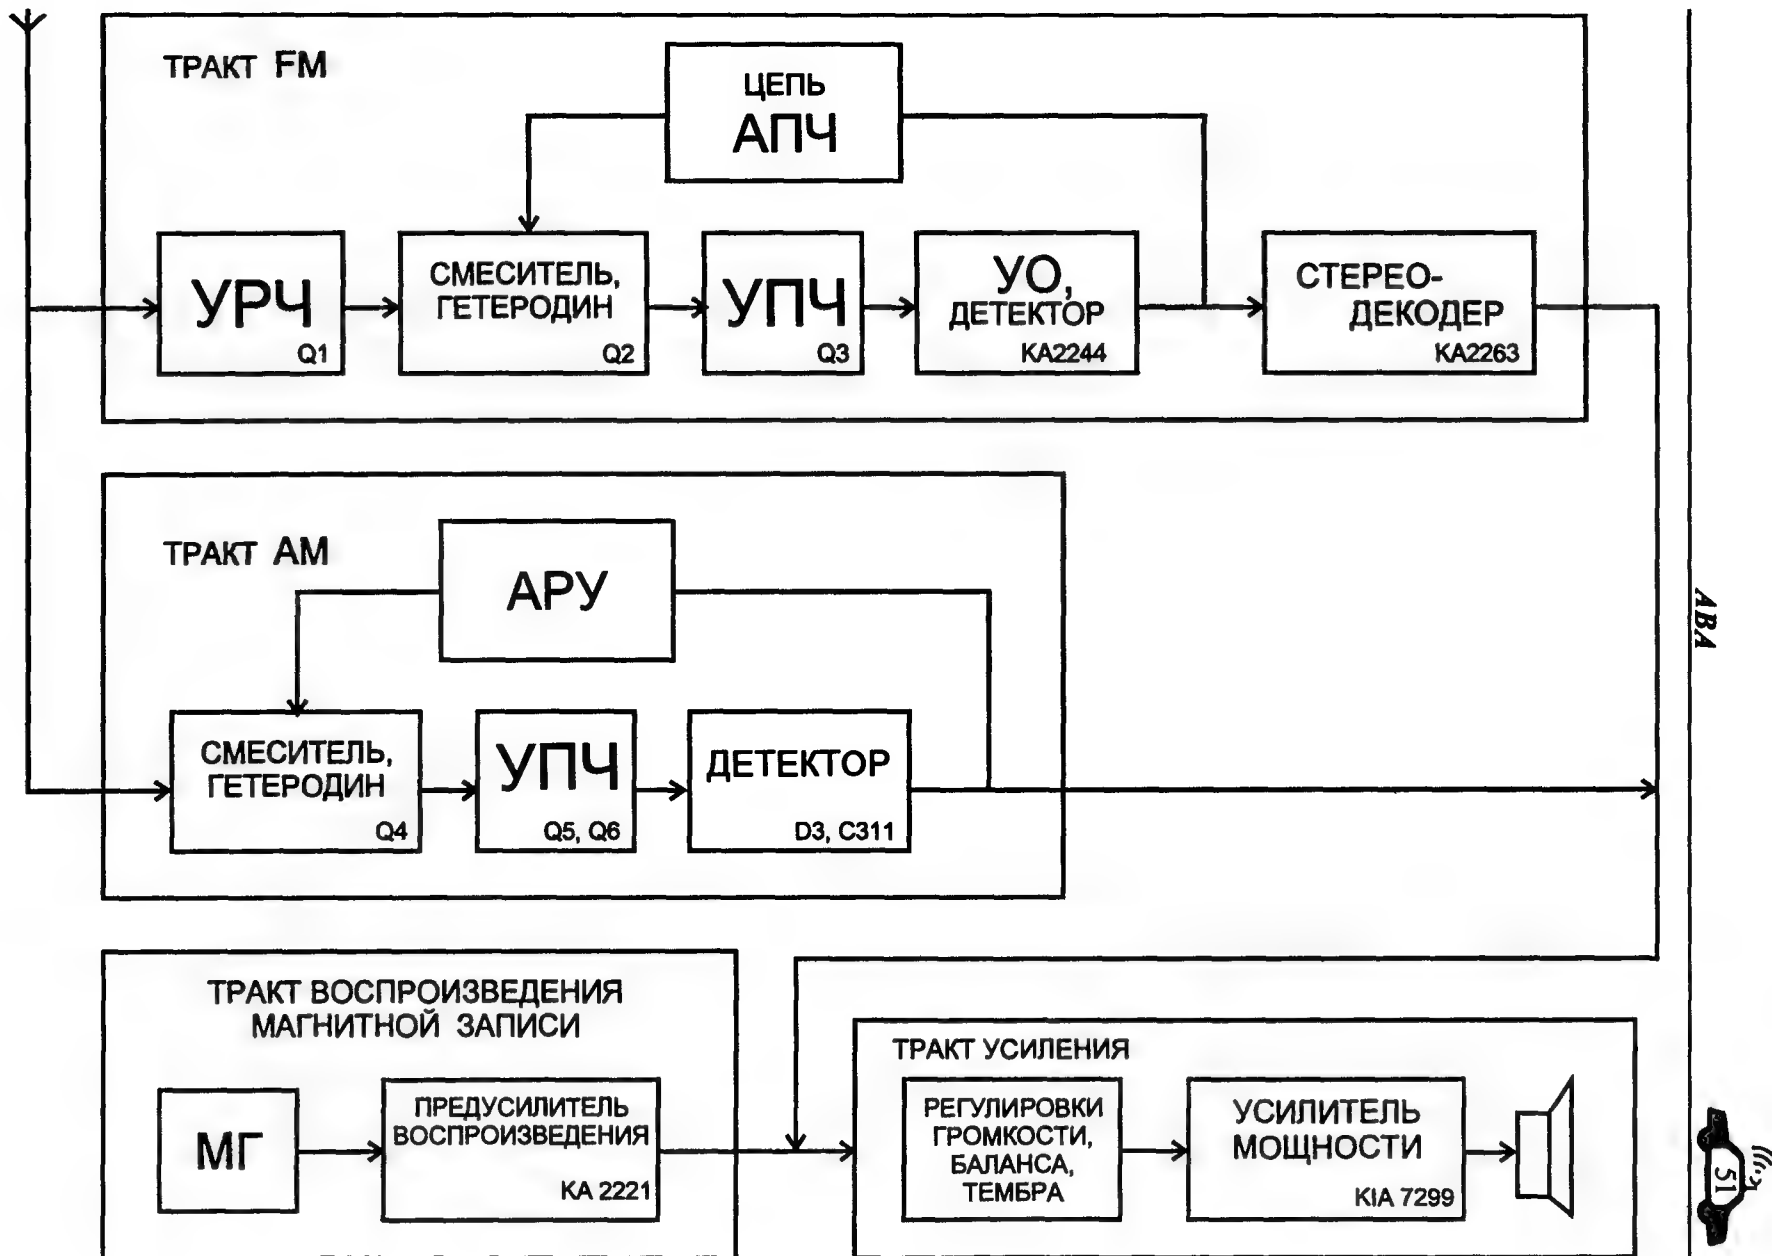 ТРАКТ FM
ЦЕПЬ
АПЧ
УРЧ
Q1
СМЕСИТЕЛЬ,
ГЕТЕРОДИН
Q2
УПЧ
Q3
УО,
ДЕТЕКТОР
KA2244
СТЕРЕО-
ДЕКОДЕР
KA2263
ТРАКТ AM
АРУ
СМЕСИТЕЛЬ,
ГЕТЕРОДИН
Q4
УПЧ
Q5, Q6
ДЕТЕКТОР
D3, C311
ТРАКТ ВОСПРОИЗВЕДЕНИЯ
МАГНИТНОЙ ЗАПИСИ
МГ
ПРЕДУСИЛИТЕЛЬ
ВОСПРОИЗВЕДЕНИЯ
KA 2221
ТРАКТ УСИЛЕНИЯ
РЕГУЛИРОВКИ
ГРОМКОСТИ,
БАЛАНСА,
ТЕМБРА
УСИЛИТЕЛЬ
МОЩНОСТИ
KIA 7299
ABA
51